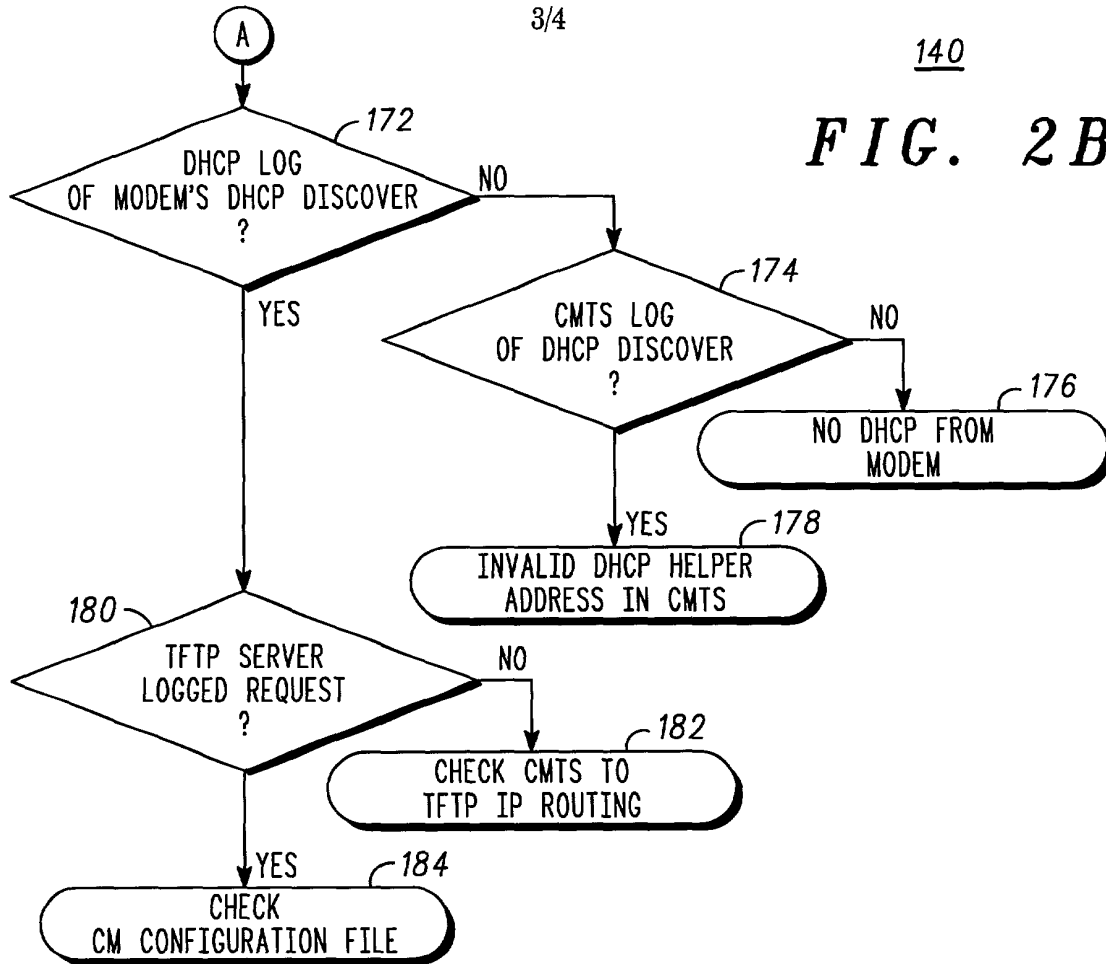 3/4
A
140
FIG. 2B
172
DHCP LOG
OF MODEM'S DHCP DISCOVER
?
NO
YES
174
CMTS LOG
OF DHCP DISCOVER
?
NO
176
NO DHCP FROM
MODEM
YES
178
INVALID DHCP HELPER
ADDRESS IN CMTS
180
TFTP SERVER
LOGGED REQUEST
?
NO
182
CHECK CMTS TO
TFTP IP ROUTING
YES
184
CHECK
CM CONFIGURATION FILE